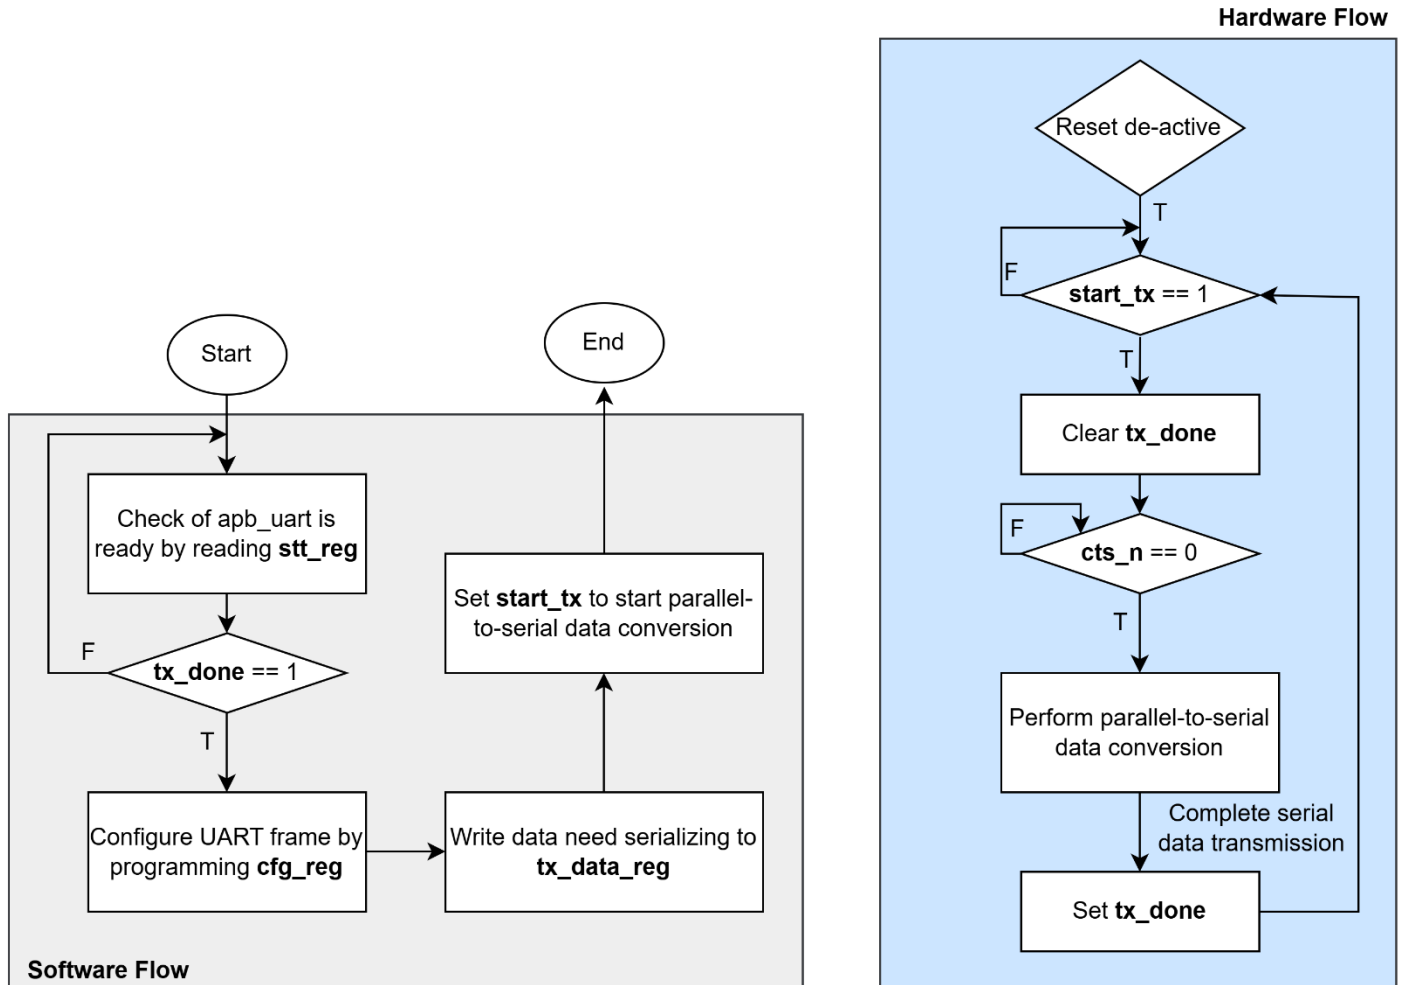 Hardware Flow
Reset de-active
T
F
start_tx == 1
T
Clear tx_done
F
cts_n == 0
T
Perform parallel-to-serial
data conversion
Complete serial
data transmission
Set tx_done
Start
Check of apb_uart is
ready by reading stt_reg
F
tx_done == 1
T
Configure UART frame by
programming cfg_reg
Write data need serializing to
tx_data_reg
Set start_tx to start parallel-
to-serial data conversion
End
Software Flow